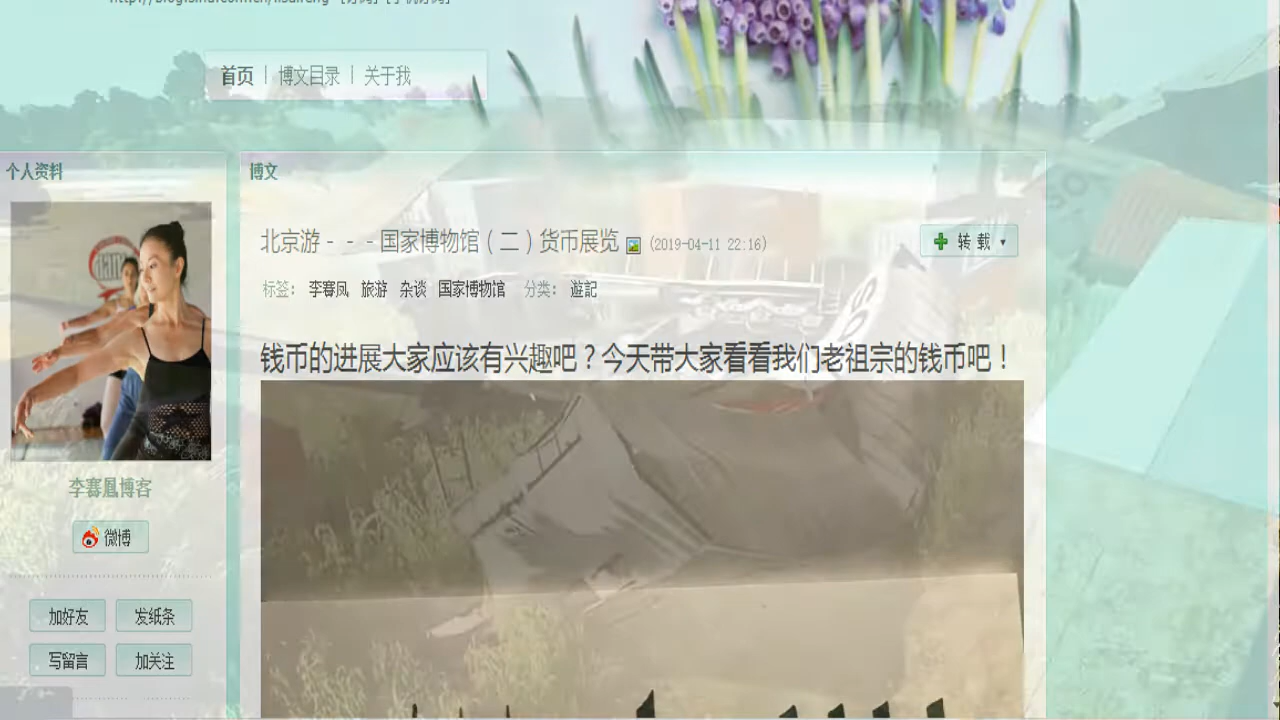 首页 | 博文目录 | 关于我
个人资料
博文
北京游 - - - 国家博物馆（二）货币展览 (2019-04-11 22:16)
转载
标签： 李骞凤 旅游 杂谈 国家博物馆 分类： 遊記
钱币的进展大家应该有兴趣吧？今天带大家看看我们老祖宗的钱币吧！
李骞凰博客
微博
加好友 发纸条
写留言 加关注